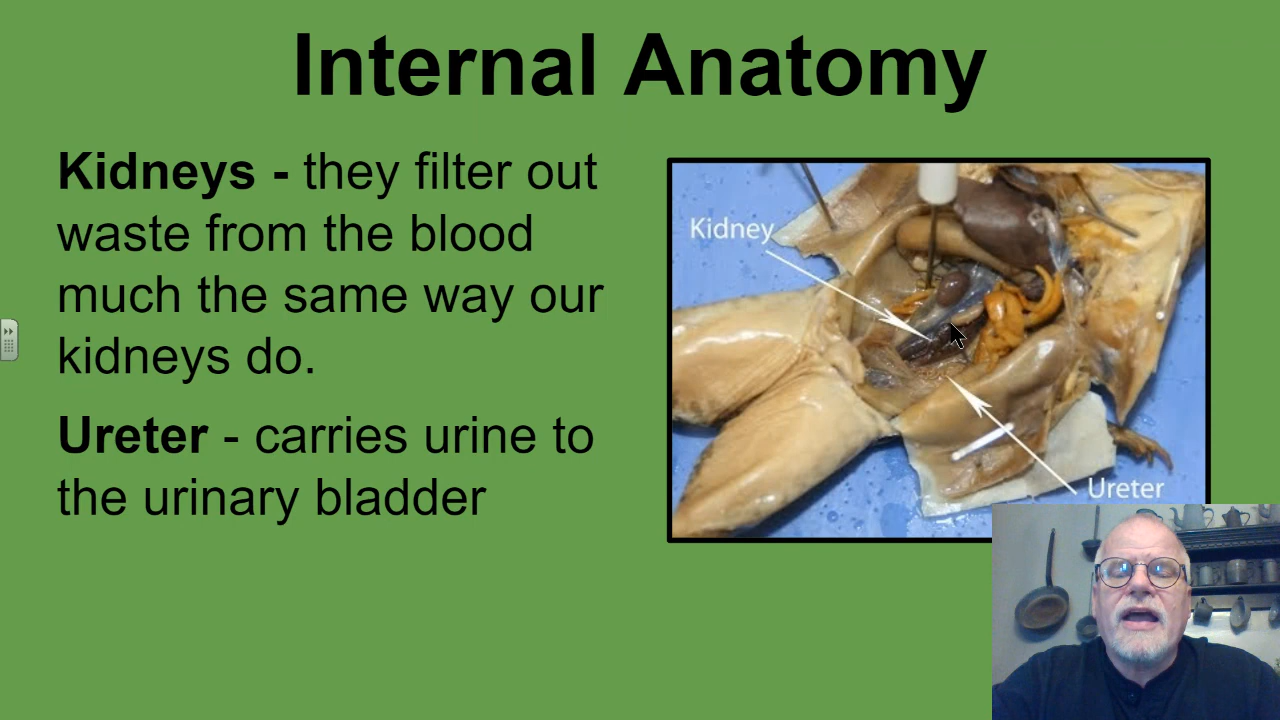 Internal Anatomy
Kidneys - they filter out
waste from the blood
much the same way our
kidneys do.
Ureter - carries urine to
the urinary bladder
Kidney
Ureter